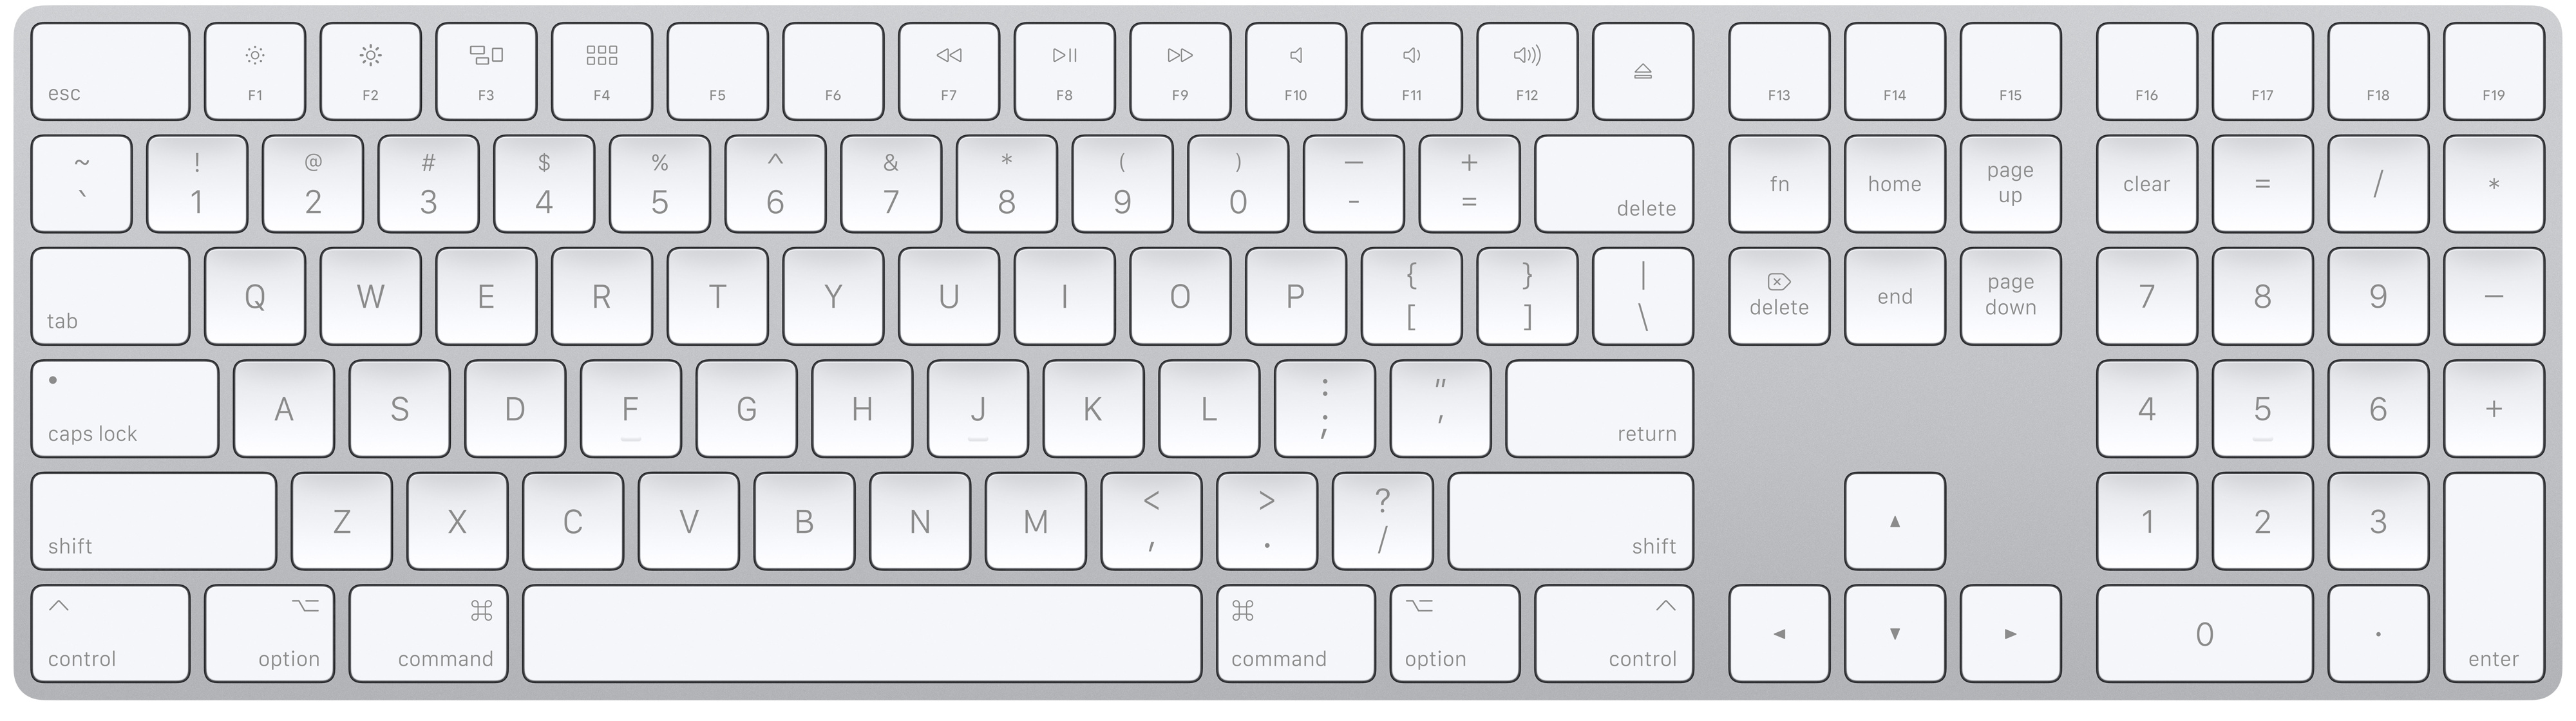 esc F1 F2 F3 F4 F5 F6 F7 F8 F9 F10 F11 F12 F13 F14 F15 F16 F17 F18 F19
~ ! @ # $ % ^ & * ( ) — +
` 1 2 3 4 5 6 7 8 9 0 - = delete fn home page up clear = / *
tab Q W E R T Y U I O P { [ } ] | \ delete end page down 7 8 9 —
caps lock A S D F G H J K L : ; " ' return 4 5 6 +
shift Z X C V B N M < , > . ? / shift ▲ 1 2 3
^ ⌥ ⌘ ⌘ ⌥ ^
control option command command option control ◄ ▼ ► 0 . enter